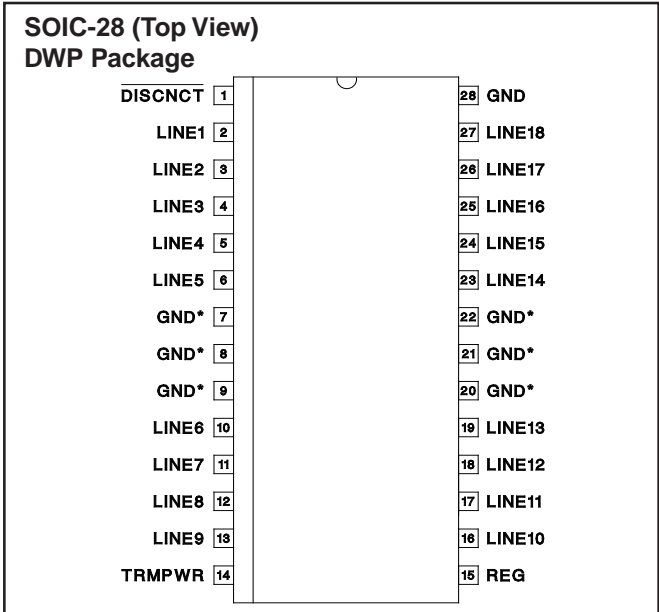 SOIC-28 (Top View)
DWP Package
DISCNCT 1
28 GND
LINE1 2
27 LINE18
LINE2 3
26 LINE17
LINE3 4
25 LINE16
LINE4 5
24 LINE15
LINE5 6
23 LINE14
GND* 7
22 GND*
GND* 8
21 GND*
GND* 9
20 GND*
LINE6 10
19 LINE13
LINE7 11
18 LINE12
LINE8 12
17 LINE11
LINE9 13
16 LINE10
TRMPWR 14
15 REG